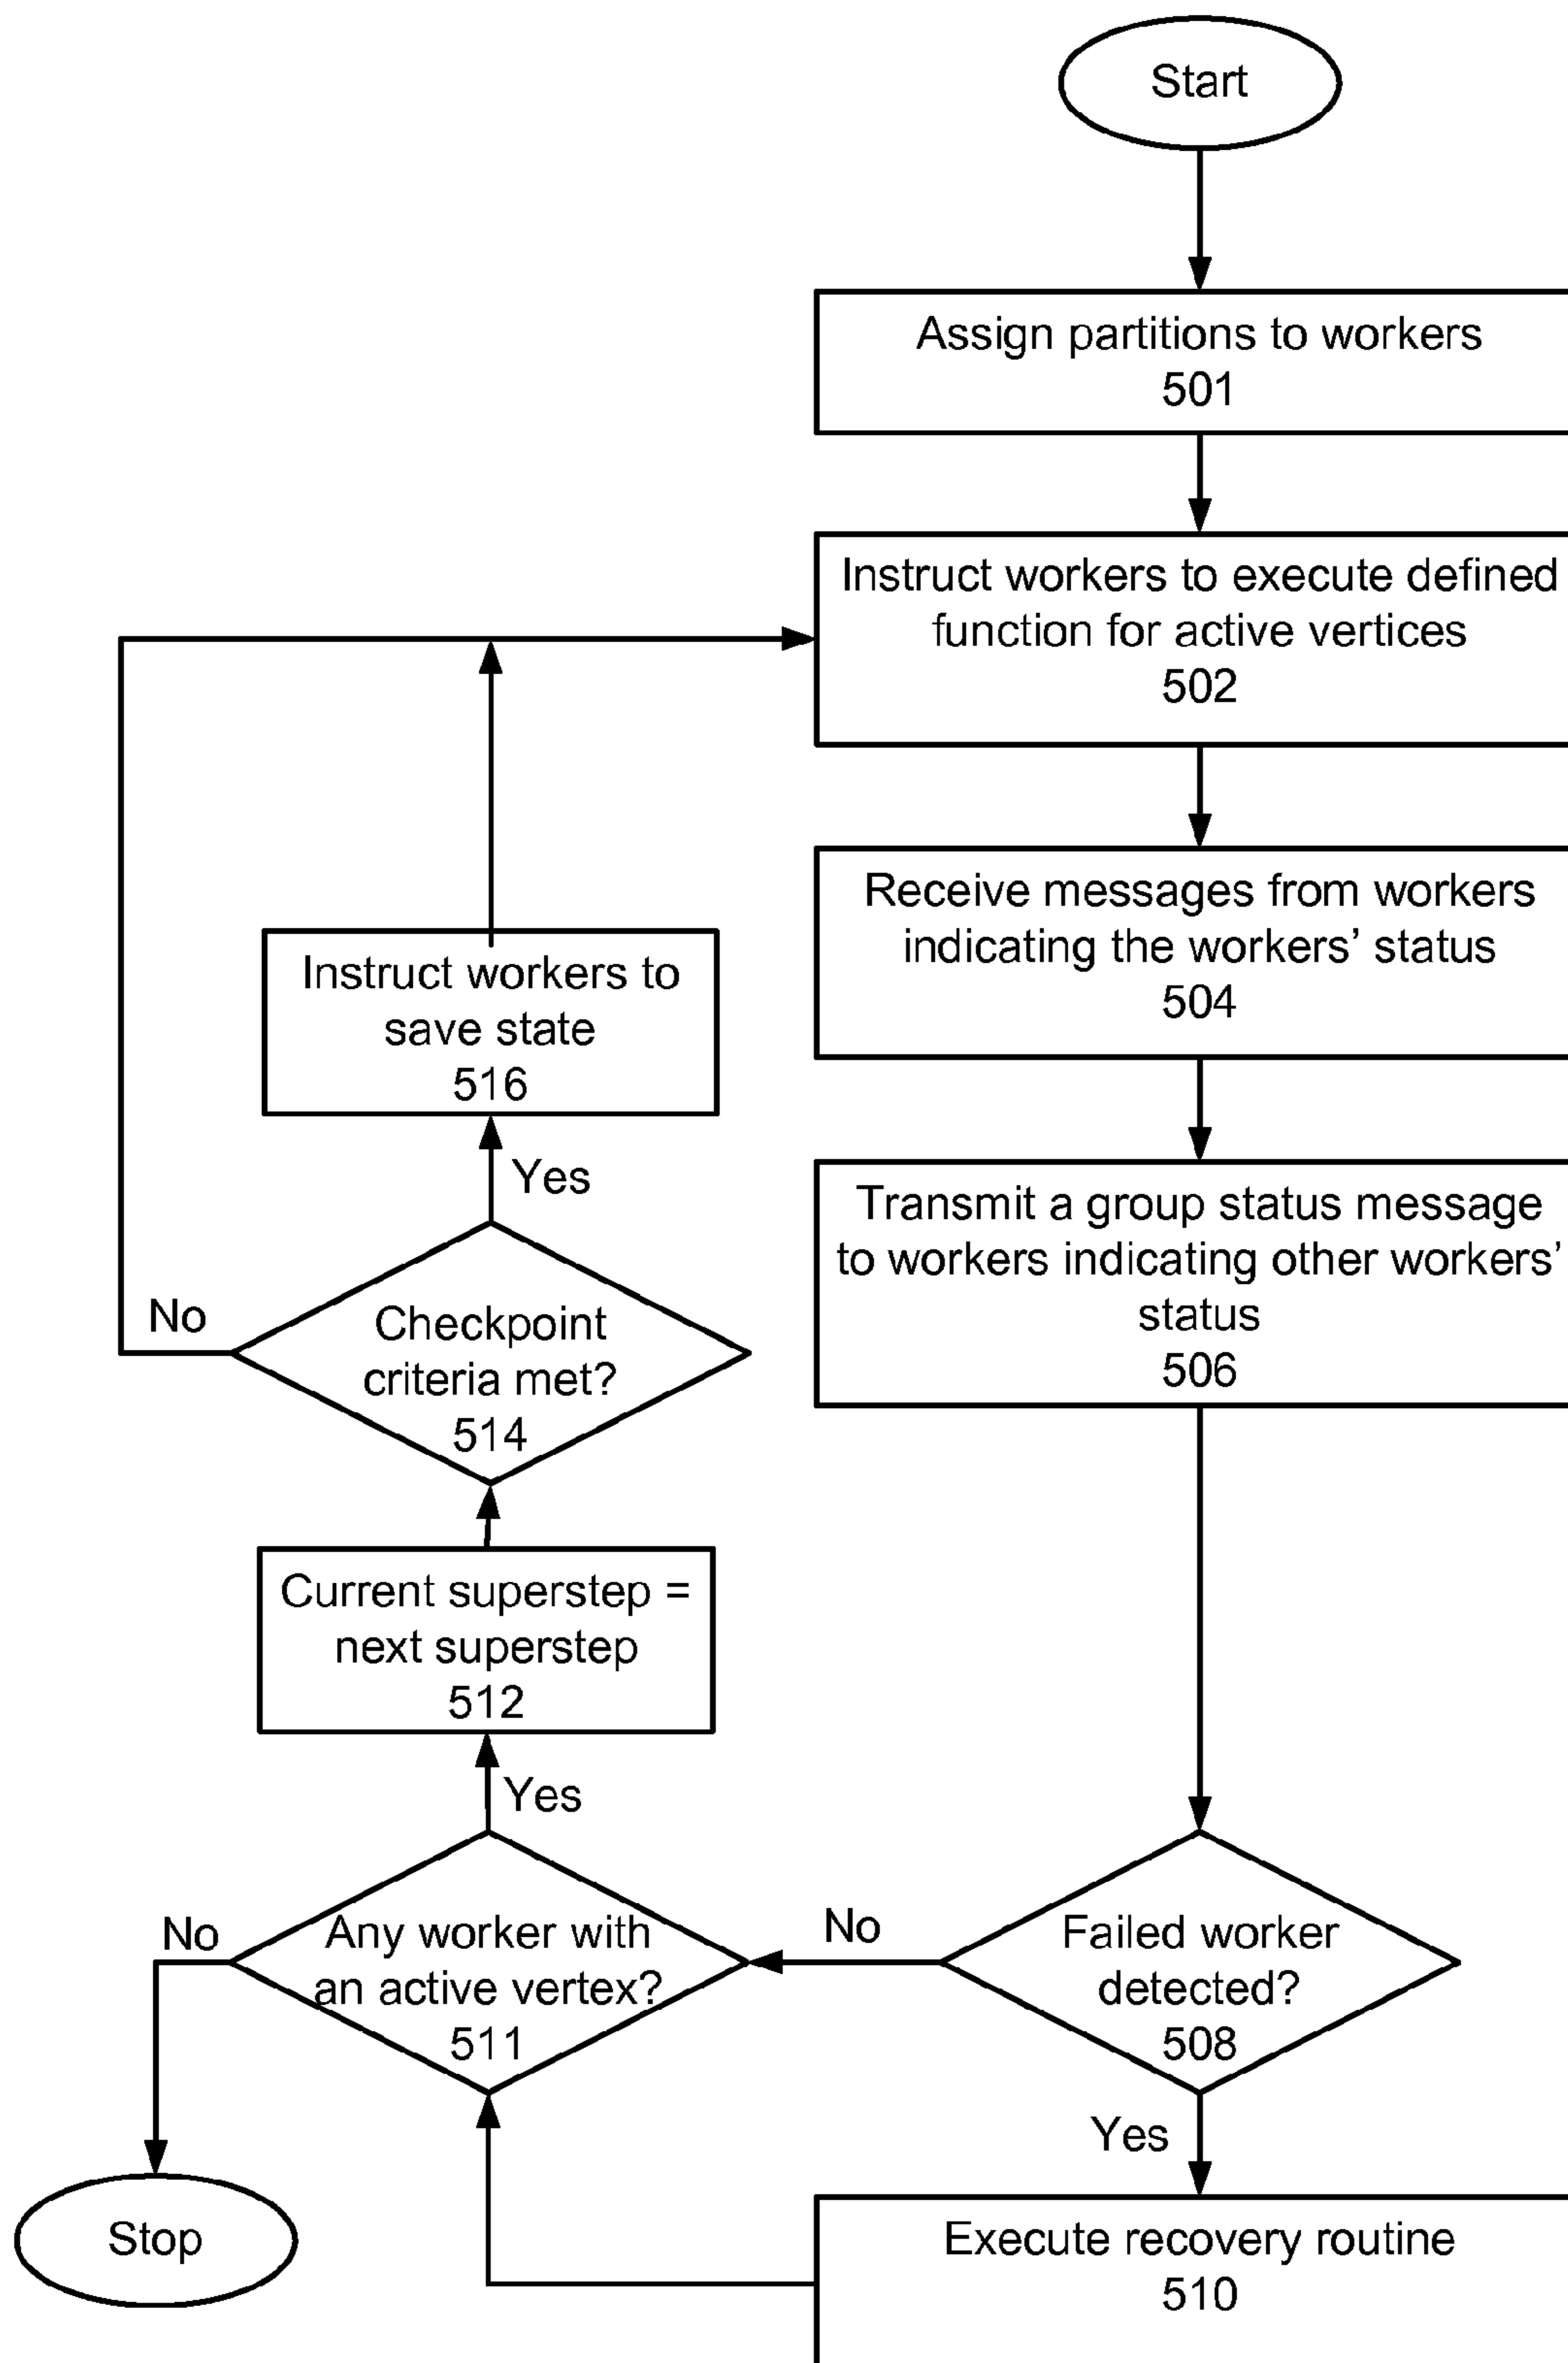 Start
Assign partitions to workers
501
Instruct workers to execute defined
function for active vertices
502
Receive messages from workers
indicating the workers’ status
504
Transmit a group status message
to workers indicating other workers’
status
506
Failed worker
detected?
508
Yes
No
Execute recovery routine
510
Any worker with
an active vertex?
511
No
Stop
Yes
Current superstep =
next superstep
512
Checkpoint
criteria met?
514
No
Yes
Instruct workers to
save state
516